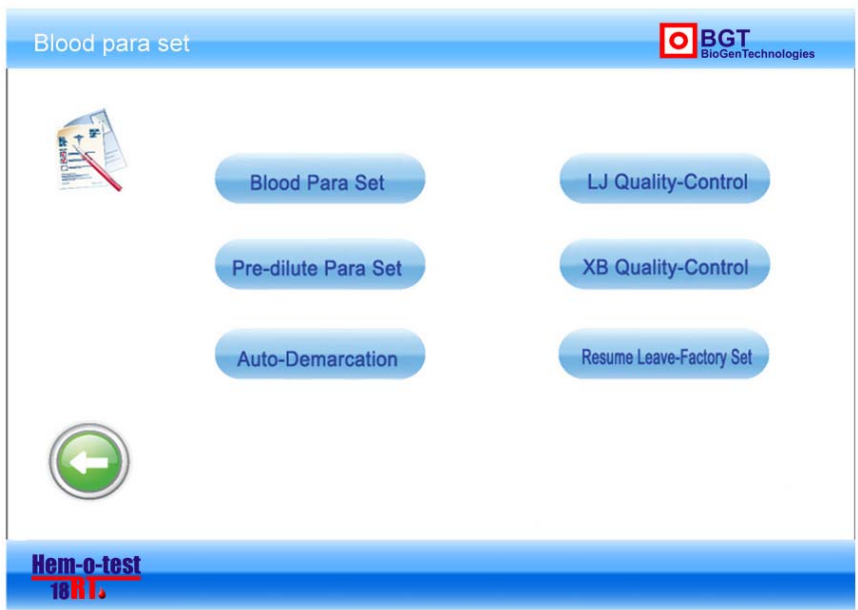 Blood para set
BGT
BioGenTechnologies
Blood Para Set
LJ Quality-Control
Pre-dilute Para Set
XB Quality-Control
Auto-Demarcation
Resume Leave-Factory Set
Hem-o-test
18RT